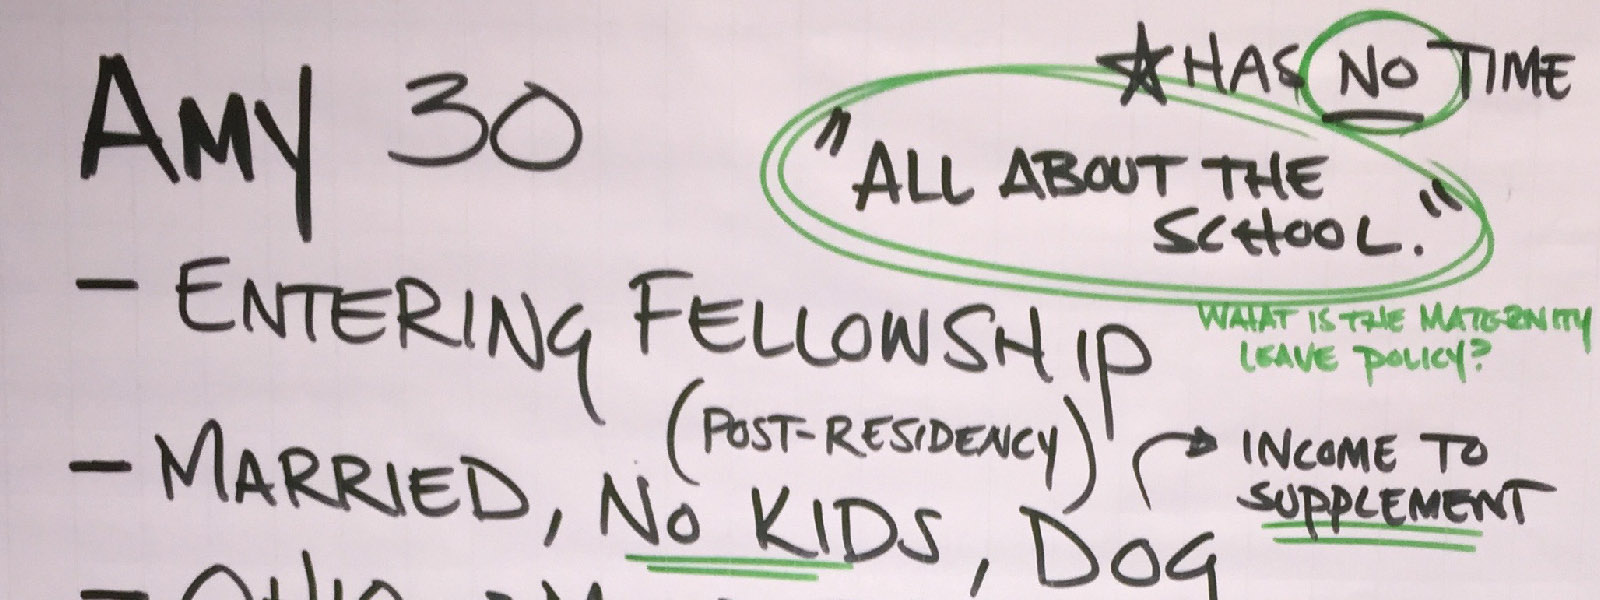 ★ HAS NO TIME
AMY 30
"ALL ABOUT THE
SCHOOL."
- ENTERING FELLOWSHIP
WHAT IS THE MATERNITY
LEAVE POLICY?
(POST-RESIDENCY)
INCOME TO
SUPPLEMENT
- MARRIED, NO KIDS, DOG